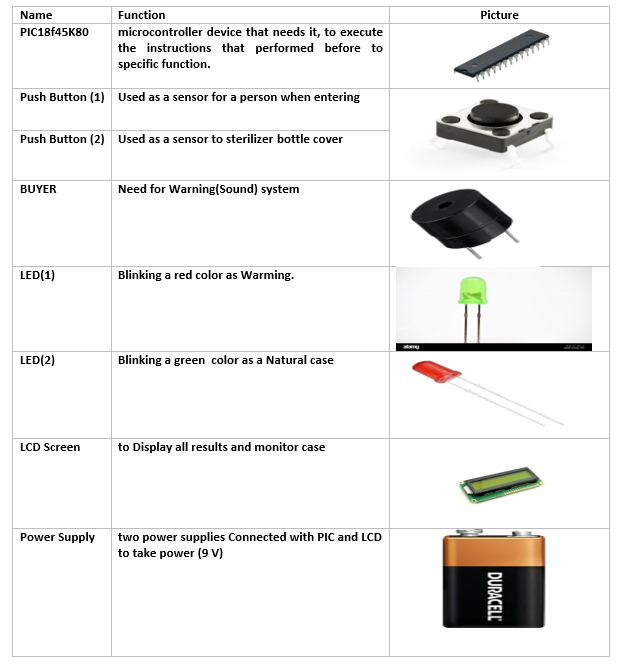 Name Function Picture
PIC18f45K80 microcontroller device that needs it, to execute
the instructions that performed before to
specific function.
Push Button (1) Used as a sensor for a person when entering
Push Button (2) Used as a sensor to sterilizer bottle cover
BUYER Need for Warning(Sound) system
LED(1) Blinking a red color as Warming.
alamy
LED(2) Blinking a green color as a Natural case
LCD Screen to Display all results and monitor case
Power Supply two power supplies Connected with PIC and LCD
to take power (9 V)
DURACELL